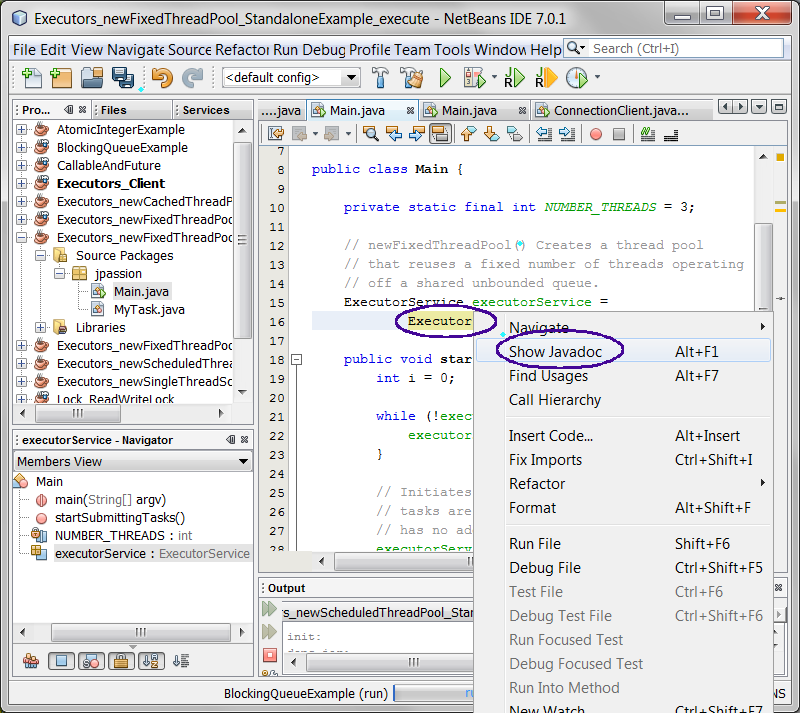 Executors_newFixedThreadPool_StandaloneExample_execute - NetBeans IDE 7.0.1
File Edit View Navigate Source Refactor Run Debug Profile Team Tools Window Help Search (Ctrl+I)
<default config>
Pro... Files Services
AtomicIntegerExample
BlockingQueueExample
CallableAndFuture
Executors_Client
Executors_newCachedThreadP
Executors_newFixedThreadPoo
Executors_newFixedThreadPoo
Source Packages
jpassion
Main.java
MyTask.java
Libraries
Executors_newFixedThreadPoo
Executors_newScheduledThrea
Executors_newSingleThreadSc
Lock_ReadWriteLock
executorService - Navigator
Members View
Main
main(String[] argv)
startSubmittingTasks()
NUMBER_THREADS : int
executorService : ExecutorService
....java Main.java Main.java ConnectionClient.java...
7
8 public class Main {
9
10 private static final int NUMBER_THREADS = 3;
11
12 // newFixedThreadPool() Creates a thread pool
13 // that reuses a fixed number of threads operating
14 // off a shared unbounded queue.
15 ExecutorService executorService =
16 Executor
17
18 public void star
19 int i = 0;
20
21 while (!exec
22 executor
23 }
24
25 // Initiates
26 // tasks are
27 // has no ad
28 executorServ
Navigate
Show Javadoc Alt+F1
Find Usages Alt+F7
Call Hierarchy
Insert Code... Alt+Insert
Fix Imports Ctrl+Shift+I
Refactor
Format Alt+Shift+F
Run File Shift+F6
Debug File Ctrl+Shift+F5
Test File Ctrl+F6
Debug Test File Ctrl+Shift+F6
Run Focused Test
Debug Focused Test
Run Into Method
New Watch... Ctrl+Shift+F7
Output
rs_newScheduledThreadPool_Star
init:
BlockingQueueExample (run) ru
NS